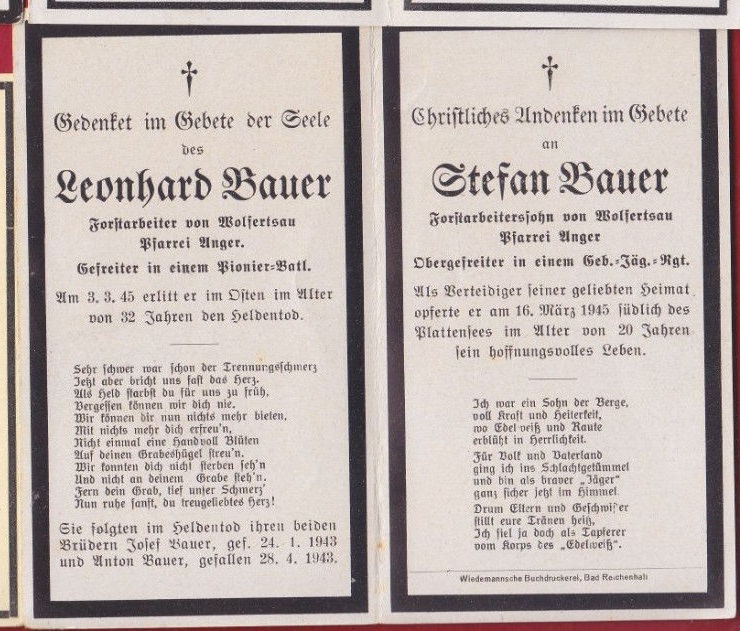 Gedenket im Gebete der Seele
des
Leonhard Bauer
Forstarbeiter von Wolfertsau
Pfarrei Anger.
Gefreiter in einem Pionier-Batl.
Am 3. 3. 45 erlitt er im Osten im Alter
von 32 Jahren den Heldentod.
Sehr schwer war schon der Trennungsschmerz
Jetzt aber bricht uns fast das Herz.
Als Held starbst du für uns zu früh,
Vergessen können wir dich nie.
Wir können dir nun nichts mehr bieten,
Mit nichts mehr dich erfreu'n,
Nicht einmal eine Handvoll Blüten
Auf deinen Grabeshügel streu'n.
Wir konnten dich nicht sterben seh'n
Und nicht an deinem Grabe steh'n.
Fern dein Grab, tief unser Schmerz'
Nun ruhe sanft, du treugeliebtes Herz!
Sie folgten im Heldentod ihren beiden
Brüdern Josef Bauer, gef. 24. 1. 1943
und Anton Bauer, gefallen 28. 4. 1943.
Christliches Andenken im Gebete
an
Stefan Bauer
Forstarbeiterssohn von Wolfertsau
Pfarrei Anger
Obergefreiter in einem Geb.-Jäg.-Rgt.
Als Verteidiger seiner geliebten Heimat
opferte er am 16. März 1945 südlich des
Plattensees im Alter von 20 Jahren
sein hoffnungsvolles Leben.
Ich war ein Sohn der Berge,
voll Kraft und Heiterkeit,
wo Edelweiß und Raute
erblüht in Herrlichkeit.
Für Volk und Vaterland
ging ich ins Schlachtgetümmel
und bin als braver „Jäger"
ganz sicher jetzt im Himmel.
Drum Eltern und Geschwister
stillt eure Tränen heiß,
Ich fiel ja doch als Tapferer
vom Korps des „Edelweiß".
Wiedemannsche Buchdruckerei, Bad Reichenhall